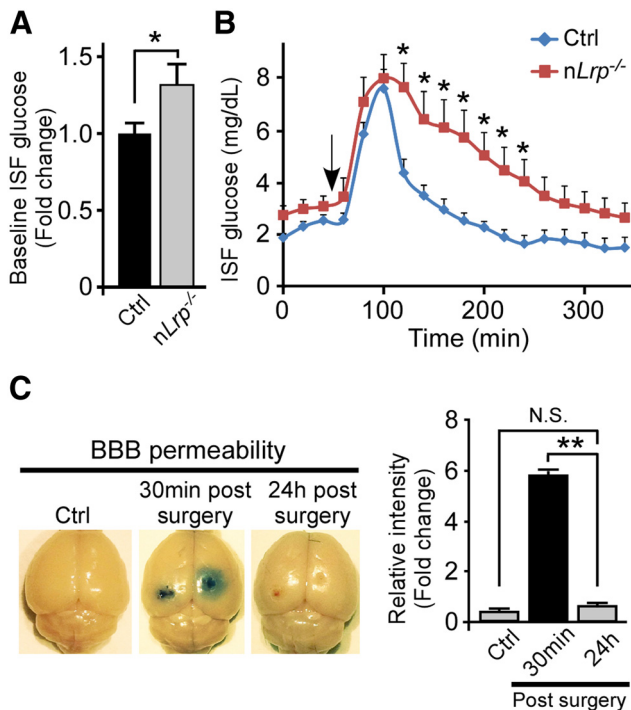 A
Baseline ISF glucose
(Fold change)
1.5
1.0
0.5
0
*
Ctrl
nLrp-/-
B
ISF glucose (mg/dL)
8
6
4
2
0
* * * * * * *
Ctrl
nLrp-/-
0 100 200 300
Time (min)
C
BBB permeability
Ctrl
30min post
surgery
24h post
surgery
Relative intensity
(Fold change)
8
6
4
2
0
N.S.
**
Ctrl
30min
24h
Post surgery